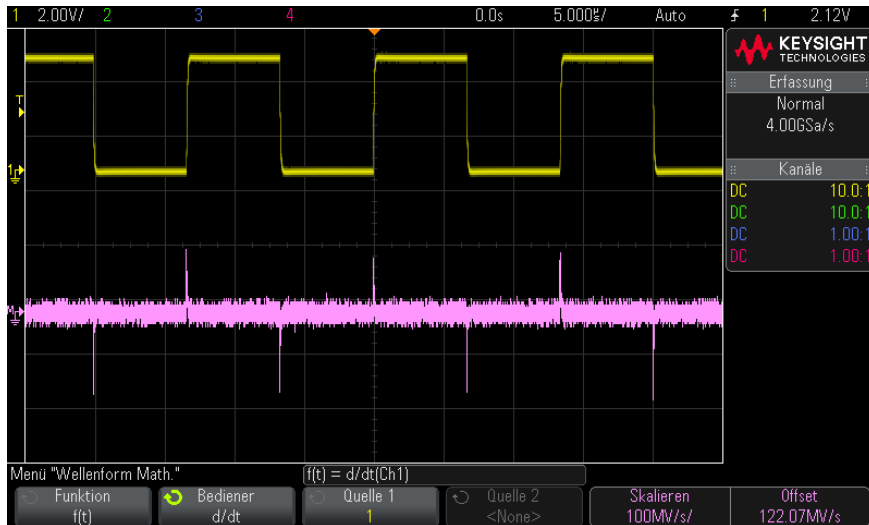 1 2.00V/ 2 3 4 0.0s 5.000㎲/ Auto 1 2.12V
KEYSIGHT
TECHNOLOGIES
Erfassung
Normal
4.00GSa/s
Kanäle
DC 10.0:1
DC 10.0:1
DC 1.00:1
DC 1.00:1
T
1
M
Menü "Wellenform Math."
f(t) = d/dt(Ch1)
Funktion
f(t)
Bediener
d/dt
Quelle 1
1
Quelle 2
<None>
Skalieren
100MV/s/
Offset
122.07MV/s